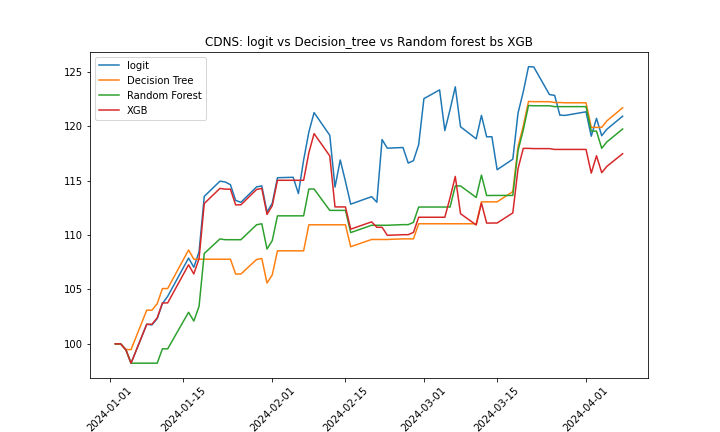 CDNS: logit vs Decision_tree vs Random forest bs XGB
logit
Decision Tree
Random Forest
XGB
125
120
115
110
105
100
2024-01-01
2024-01-15
2024-02-01
2024-02-15
2024-03-01
2024-03-15
2024-04-01